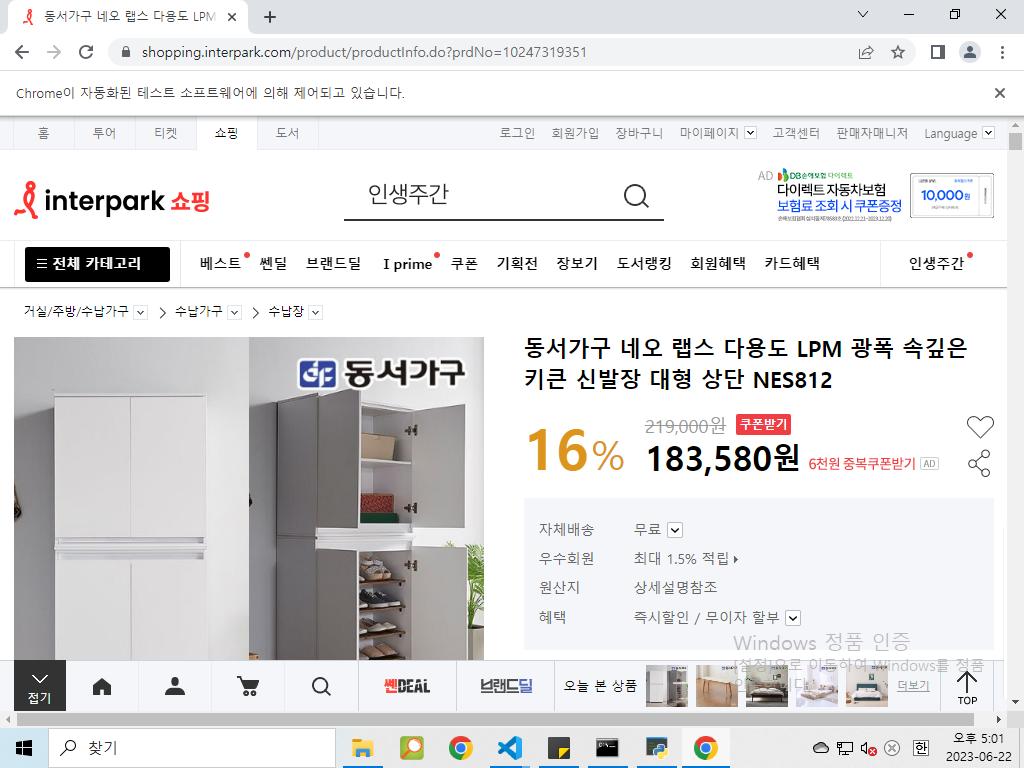 동서가구 네오 랩스 다용도 LPM
shopping.interpark.com/product/productInfo.do?prdNo=10247319351
Chrome이 자동화된 테스트 소프트웨어에 의해 제어되고 있습니다.
홈 투어 티켓 쇼핑 도서 로그인 회원가입 장바구니 마이페이지 고객센터 판매자매니저 Language
interpark 쇼핑
인생주간
AD DB손해보험 다이렉트
다이렉트 자동차보험
보험료 조회 시 쿠폰증정
10,000원
전체 카테고리 베스트 쎈딜 브랜드딜 I prime 쿠폰 기획전 장보기 도서랭킹 회원혜택 카드혜택 인생주간
거실/주방/수납가구 수납가구 수납장
동서가구
동서가구 네오 랩스 다용도 LPM 광폭 속깊은
키큰 신발장 대형 상단 NES812
16% 219,000원 쿠폰받기
183,580원 6천원 중복쿠폰받기 AD
자체배송 무료
우수회원 최대 1.5% 적립
원산지 상세설명참조
혜택 즉시할인 / 무이자 할부
Windows 정품 인증
[설정]으로 이동하여 Windows를 정품
접기 쎈DEAL 브랜드딜 오늘 본 상품 더보기 TOP
찾기
한
오후 5:01
2023-06-22